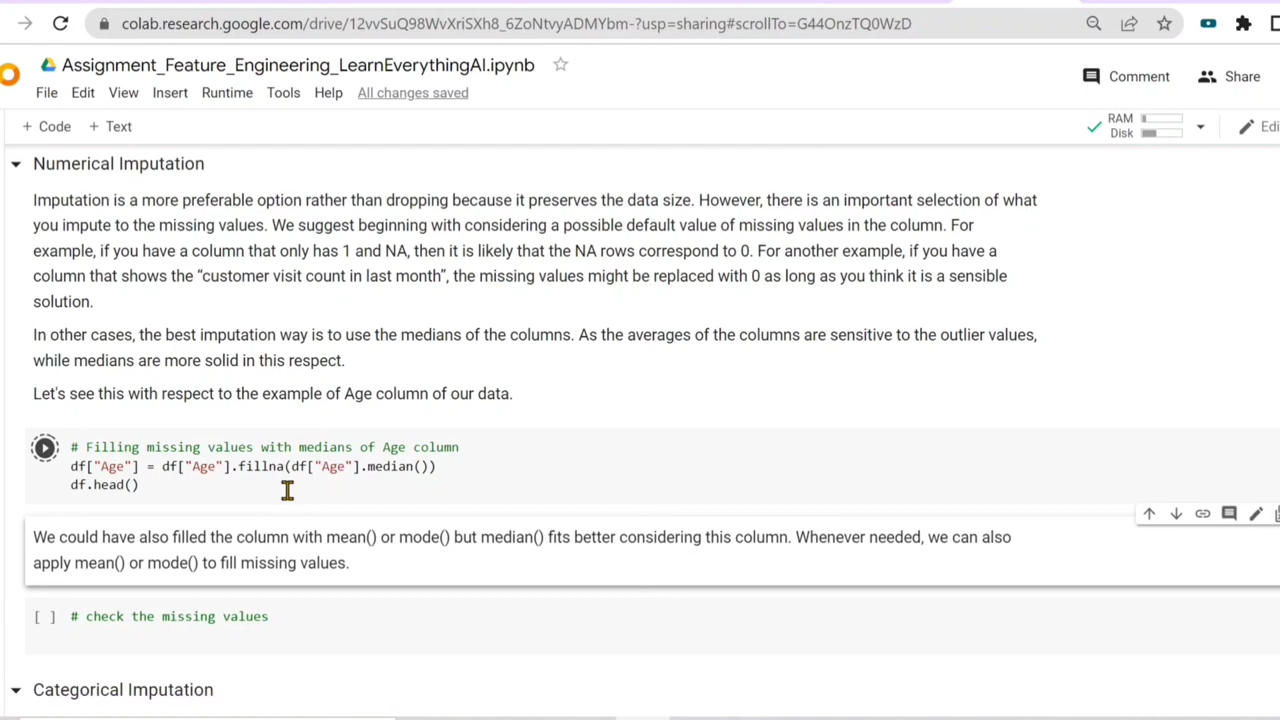 colab.research.google.com/drive/12vvSuQ98WvXriSXh8_6ZoNtvyADMYbm-?usp=sharing#scrollTo=G44OnzTQ0WzD
Assignment_Feature_Engineering_LearnEverythingAI.ipynb
Comment
Share
File Edit View Insert Runtime Tools Help All changes saved
+ Code + Text
RAM
Disk
Edi
Numerical Imputation
Imputation is a more preferable option rather than dropping because it preserves the data size. However, there is an important selection of what
you impute to the missing values. We suggest beginning with considering a possible default value of missing values in the column. For
example, if you have a column that only has 1 and NA, then it is likely that the NA rows correspond to 0. For another example, if you have a
column that shows the “customer visit count in last month”, the missing values might be replaced with 0 as long as you think it is a sensible
solution.
In other cases, the best imputation way is to use the medians of the columns. As the averages of the columns are sensitive to the outlier values,
while medians are more solid in this respect.
Let's see this with respect to the example of Age column of our data.
# Filling missing values with medians of Age column
df["Age"] = df["Age"].fillna(df["Age"].median())
df.head()
We could have also filled the column with mean() or mode() but median() fits better considering this column. Whenever needed, we can also
apply mean() or mode() to fill missing values.
[ ] # check the missing values
Categorical Imputation